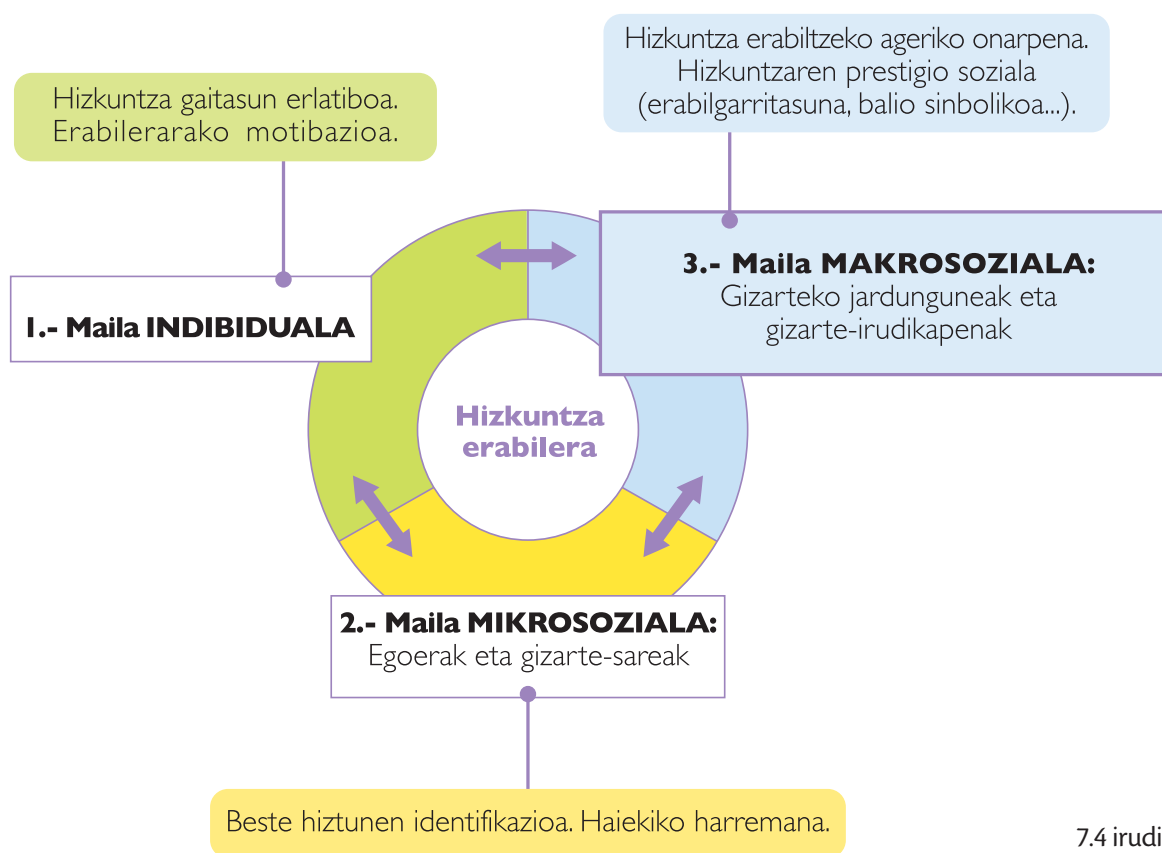 Hizkuntza erabiltzeko ageriko onarpena.
Hizkuntzaren prestigio soziala
(erabilgarritasuna, balio sinbolikoa...).
Hizkuntza gaitasun erlatiboa.
Erabilerarako motibazioa.
3.- Maila MAKROSOZIALA:
Gizarteko jardunguneak eta
gizarte-irudikapenak
1.- Maila INDIBIDUALA
Hizkuntza
erabilera
2.- Maila MIKROSOZIALA:
Egoerak eta gizarte-sareak
Beste hiztunen identifikazioa. Haiekiko harremana.
7.4 irudi